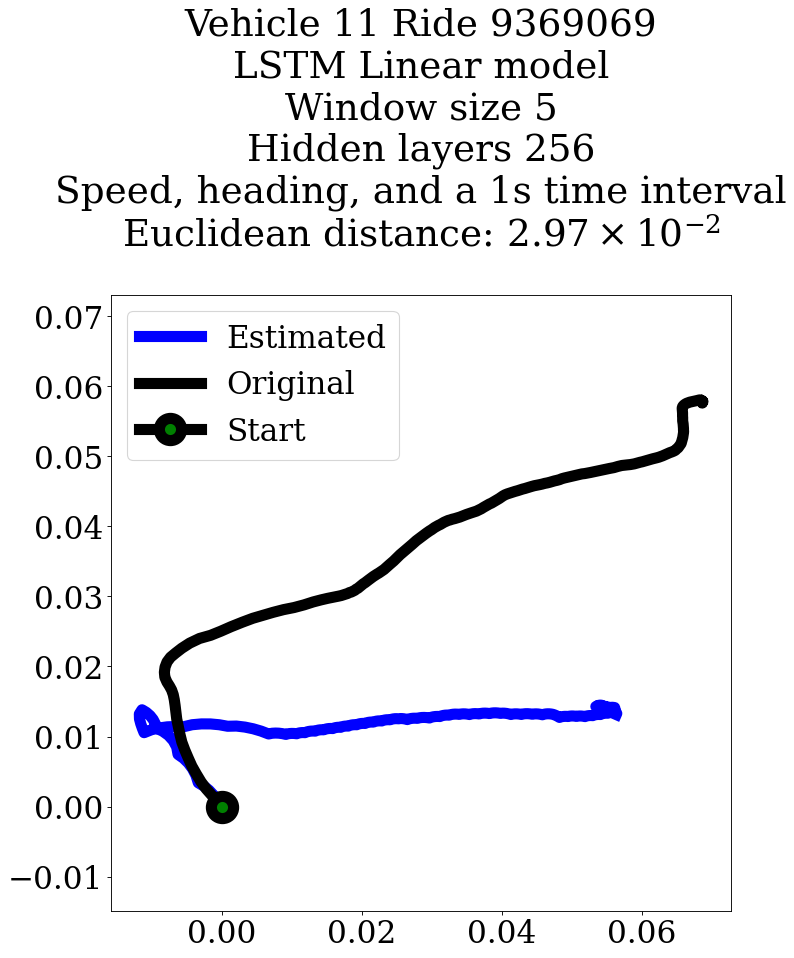 Vehicle 11 Ride 9369069
LSTM Linear model
Window size 5
Hidden layers 256
Speed, heading, and a 1s time interval
Euclidean distance: 2.97 × 10⁻²
Estimated
Original
Start
0.07
0.06
0.05
0.04
0.03
0.02
0.01
0.00
−0.01
0.00 0.02 0.04 0.06